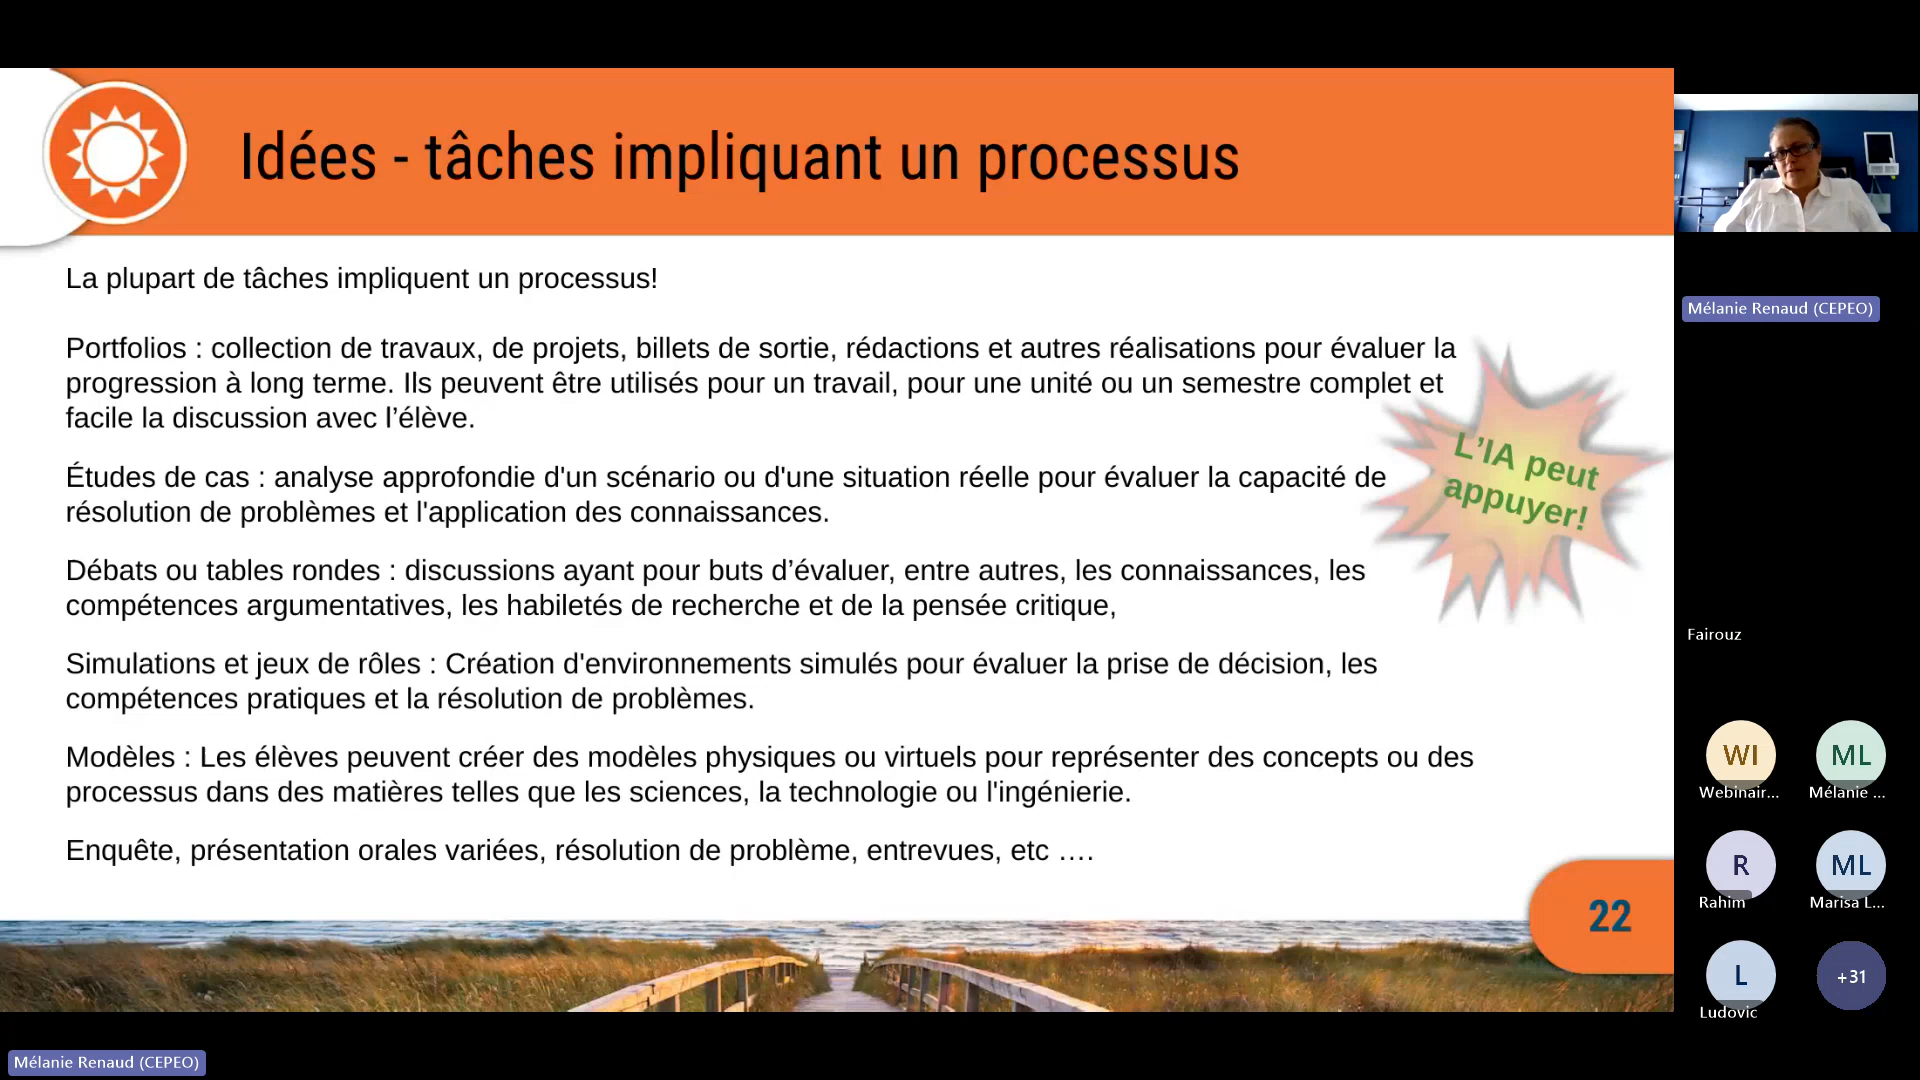 Idées - tâches impliquant un processus
La plupart de tâches impliquent un processus!
Portfolios : collection de travaux, de projets, billets de sortie, rédactions et autres réalisations pour évaluer la
progression à long terme. Ils peuvent être utilisés pour un travail, pour une unité ou un semestre complet et
facile la discussion avec l’élève.
L’IA peut
appuyer!
Études de cas : analyse approfondie d'un scénario ou d'une situation réelle pour évaluer la capacité de
résolution de problèmes et l'application des connaissances.
Débats ou tables rondes : discussions ayant pour buts d’évaluer, entre autres, les connaissances, les
compétences argumentatives, les habiletés de recherche et de la pensée critique,
Simulations et jeux de rôles : Création d'environnements simulés pour évaluer la prise de décision, les
compétences pratiques et la résolution de problèmes.
Modèles : Les élèves peuvent créer des modèles physiques ou virtuels pour représenter des concepts ou des
processus dans des matières telles que les sciences, la technologie ou l'ingénierie.
Enquête, présentation orales variées, résolution de problème, entrevues, etc ….
22
Mélanie Renaud (CEPEO)
Fairouz
WI
ML
Webinair...
Mélanie ...
R
ML
Rahim
Marisa L...
L
+31
Ludovic
Mélanie Renaud (CEPEO)